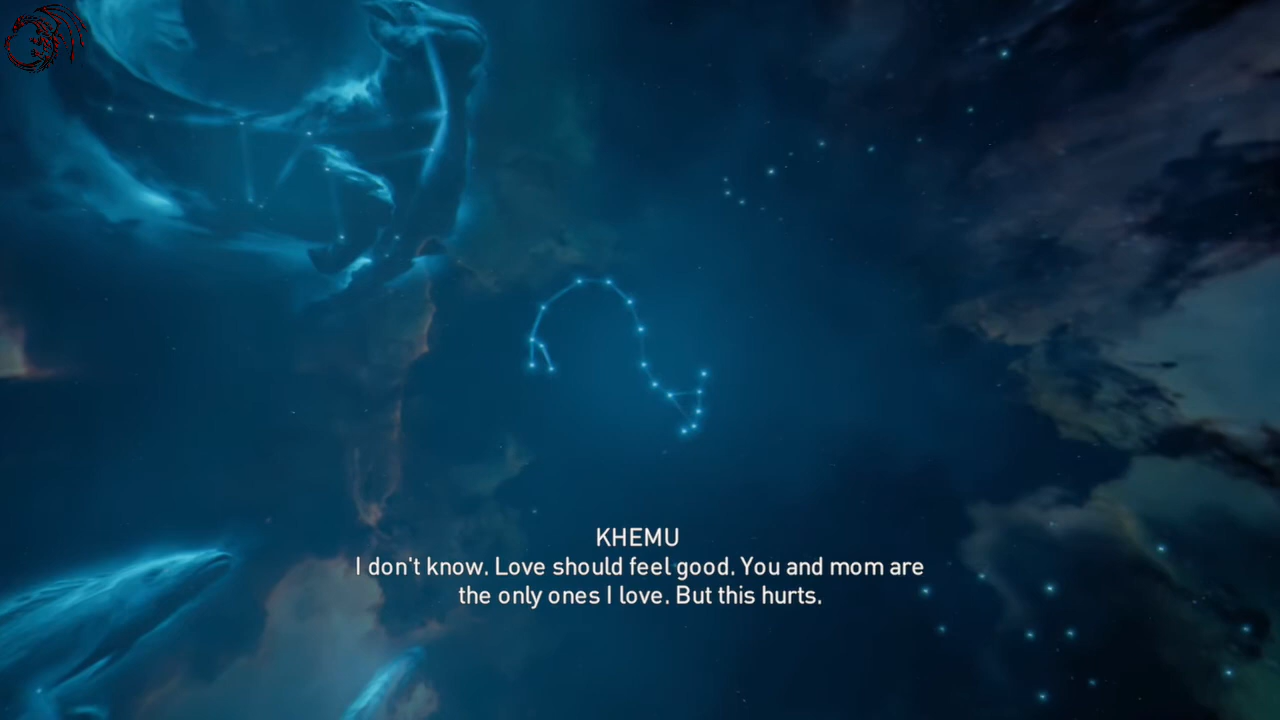 KHEMU
I don't know. Love should feel good. You and mom are
the only ones I love. But this hurts.